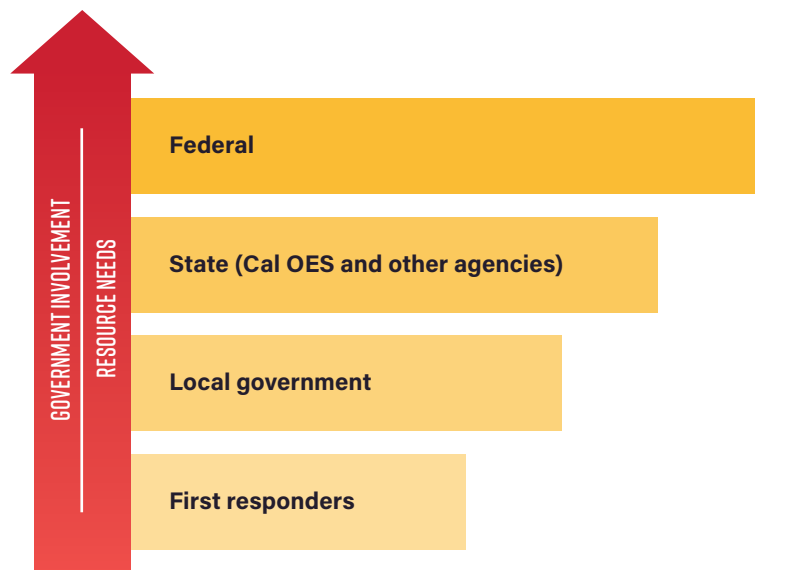 GOVERNMENT INVOLVEMENT
RESOURCE NEEDS
Federal
State (Cal OES and other agencies)
Local government
First responders